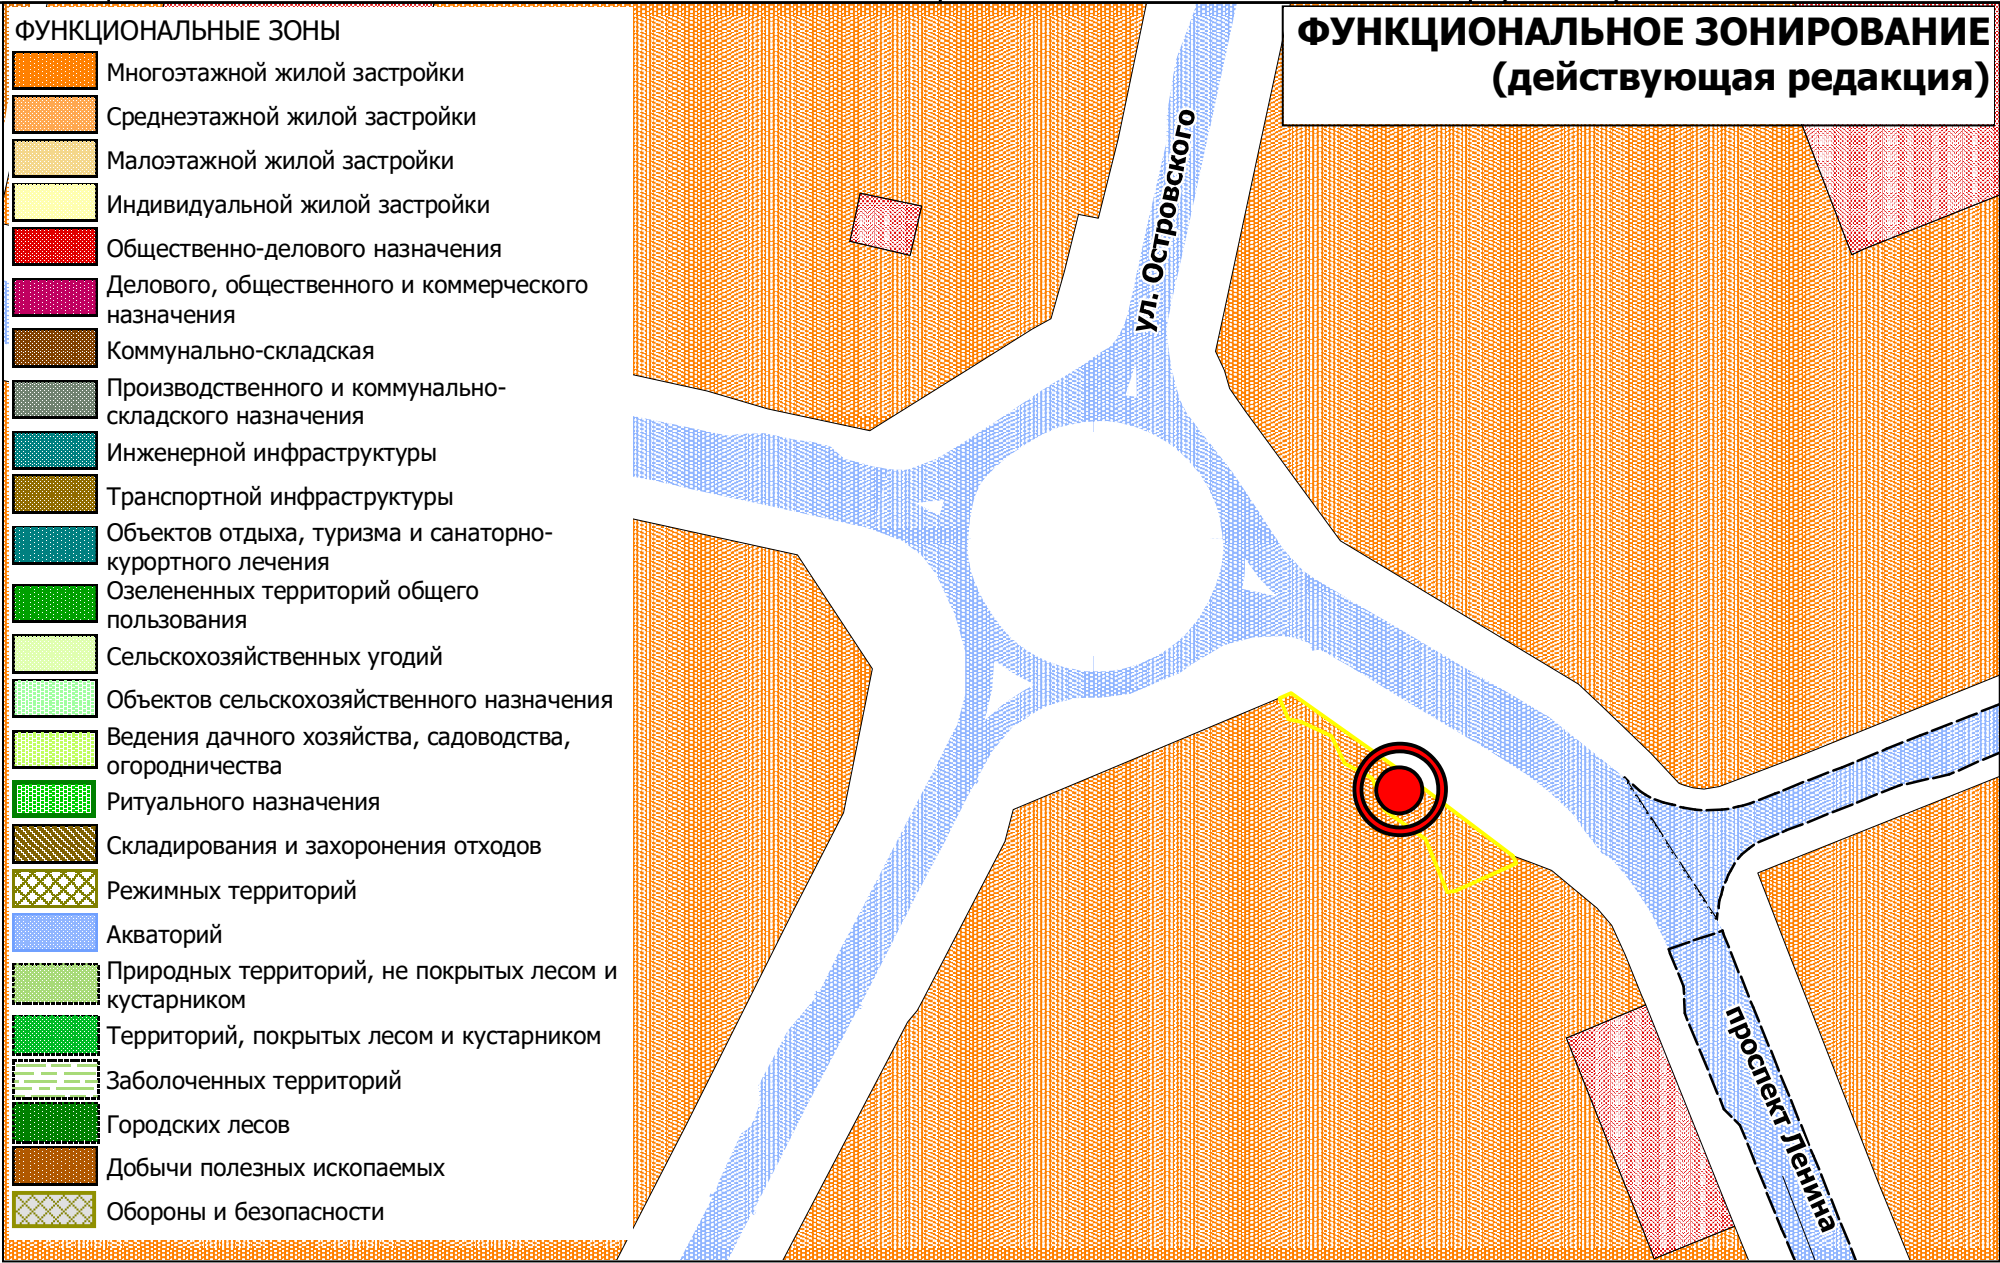 ФУНКЦИОНАЛЬНОЕ ЗОНИРОВАНИЕ
(действующая редакция)
ФУНКЦИОНАЛЬНЫЕ ЗОНЫ
Многоэтажной жилой застройки
Среднеэтажной жилой застройки
Малоэтажной жилой застройки
Индивидуальной жилой застройки
Общественно-делового назначения
Делового, общественного и коммерческого
назначения
Коммунально-складская
Производственного и коммунально-
складского назначения
Инженерной инфраструктуры
Транспортной инфраструктуры
Объектов отдыха, туризма и санаторно-
курортного лечения
Озелененных территорий общего
пользования
Сельскохозяйственных угодий
Объектов сельскохозяйственного назначения
Ведения дачного хозяйства, садоводства,
огородничества
Ритуального назначения
Складирования и захоронения отходов
Режимных территорий
Акваторий
Природных территорий, не покрытых лесом и
кустарником
Территорий, покрытых лесом и кустарником
Заболоченных территорий
Городских лесов
Добычи полезных ископаемых
Обороны и безопасности
ул. Островского
проспект Ленина